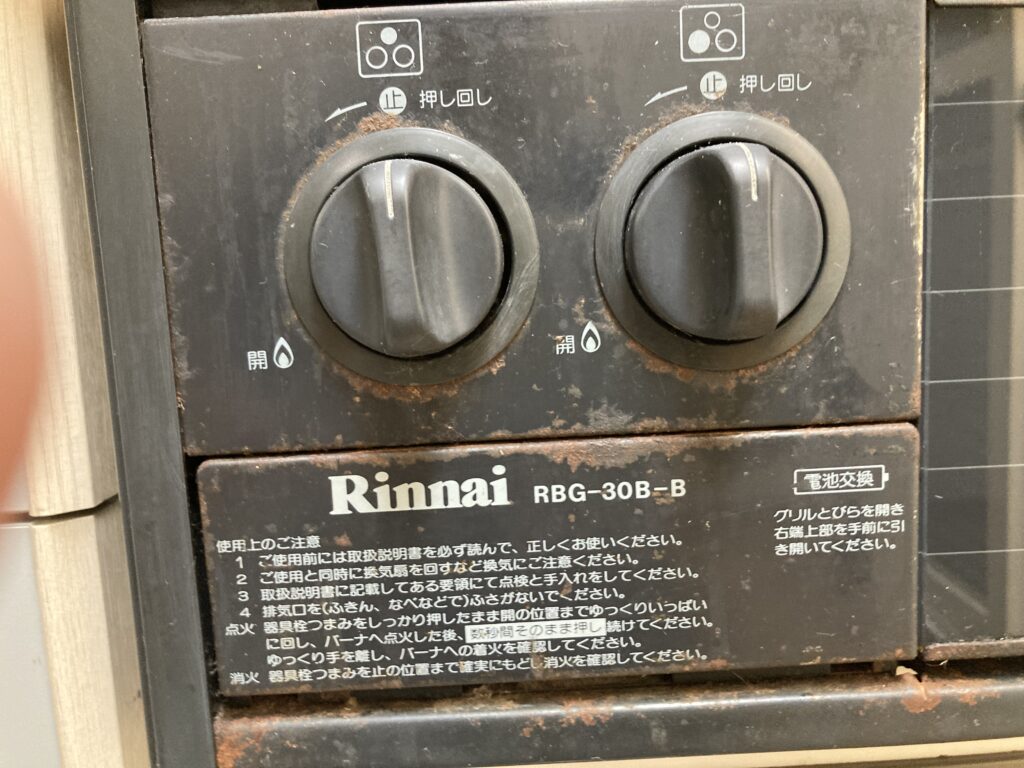 止 押し回し
止 押し回し
開
開
Rinnai RBG-30B-B
電池交換
グリルとびらを開き
右端上部を手前に引
き開いてください。
使用上のご注意
1 ご使用前には取扱説明書を必ず読んで、正しくお使いください。
2 ご使用と同時に換気扇を回すなど換気にご注意ください。
3 取扱説明書に記載してある要領にて点検と手入れをしてください。
4 排気口を(ふきん、なべなどで)ふさがないでください。
点火 器具栓つまみをしっかり押したまま開の位置までゆっくりいっぱい
に回し、バーナへ点火した後、数秒間そのまま押し続けてください。
ゆっくり手を離し、バーナへの着火を確認してください。
消火 器具栓つまみを止の位置まで確実にもどし消火を確認してください。